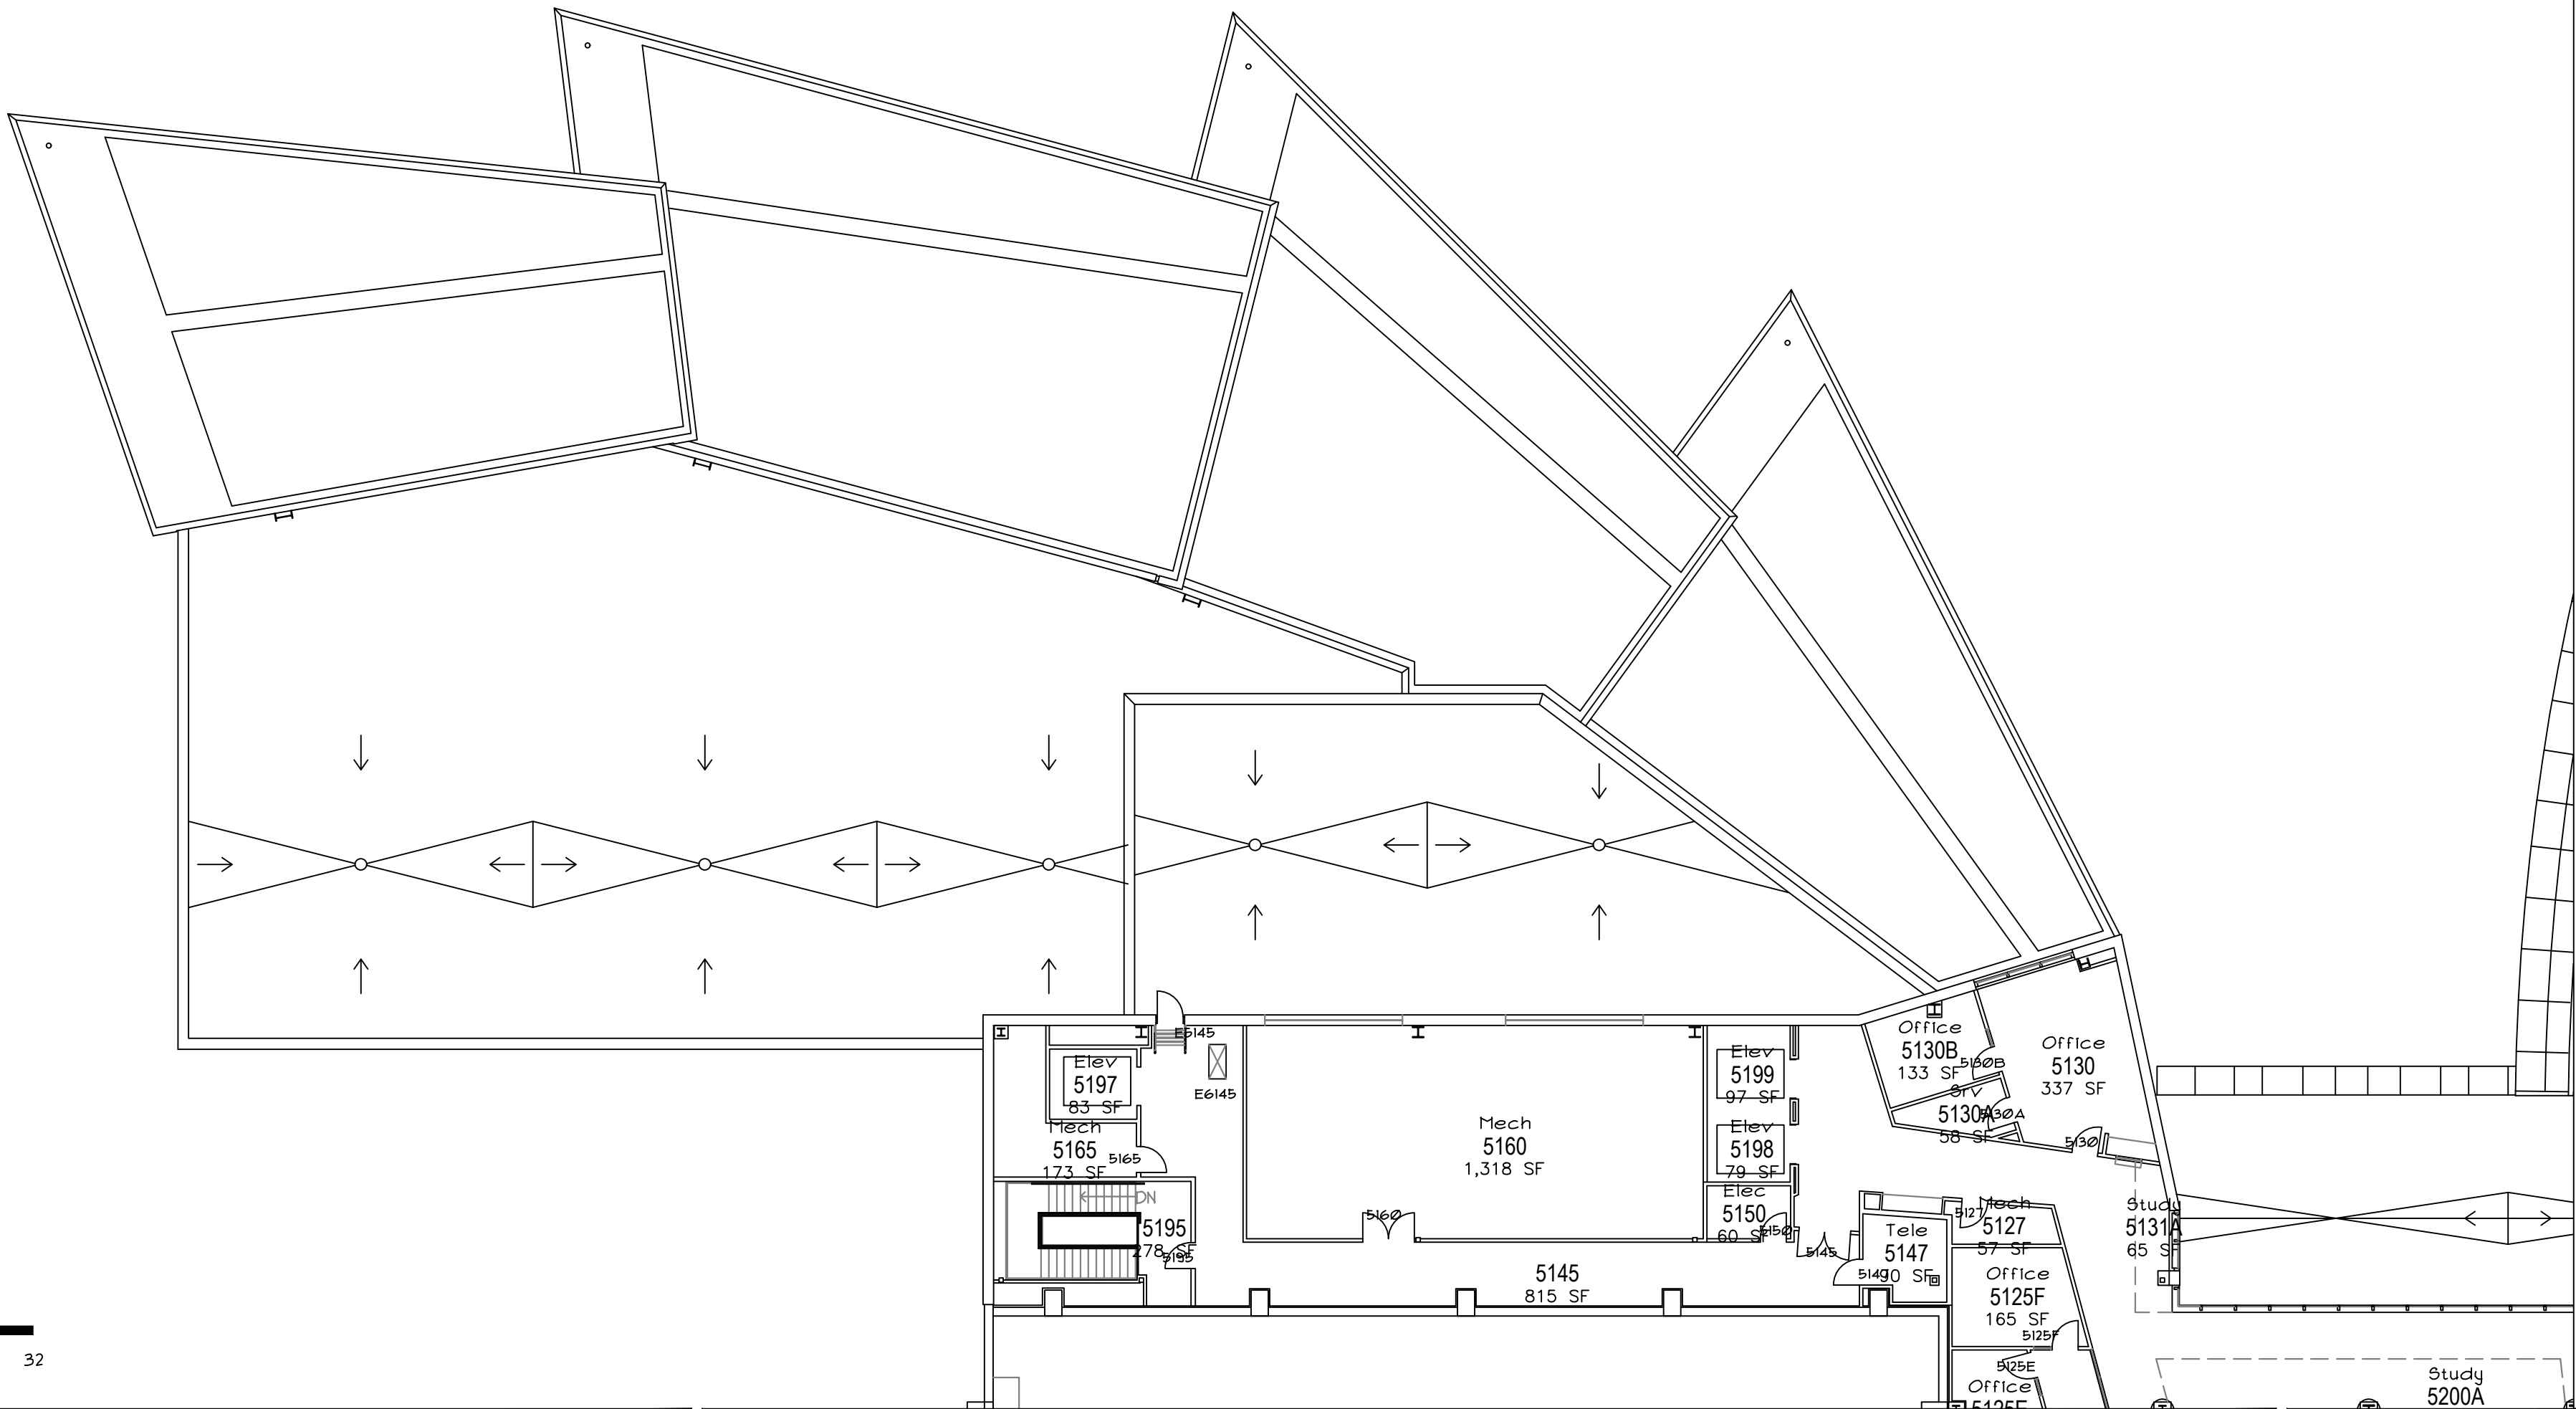 E5145
E6145
Elev
5197
83 SF
Mech
5165
173 SF
5165
DN
5195
278 SF
5195
Mech
5160
1,318 SF
5160
Elev
5199
97 SF
Elev
5198
79 SF
Elec
5150
60 SF
5150
5145
5145
815 SF
Office
5130B
133 SF
5130B
Srv
5130A
58 SF
5130A
Office
5130
337 SF
5130
Tele
5147
90 SF
5147
Mech
5127
57 SF
5127
Study
5131A
65 SF
Office
5125F
165 SF
5125F
5125E
Office
5125E
Study
5200A
32